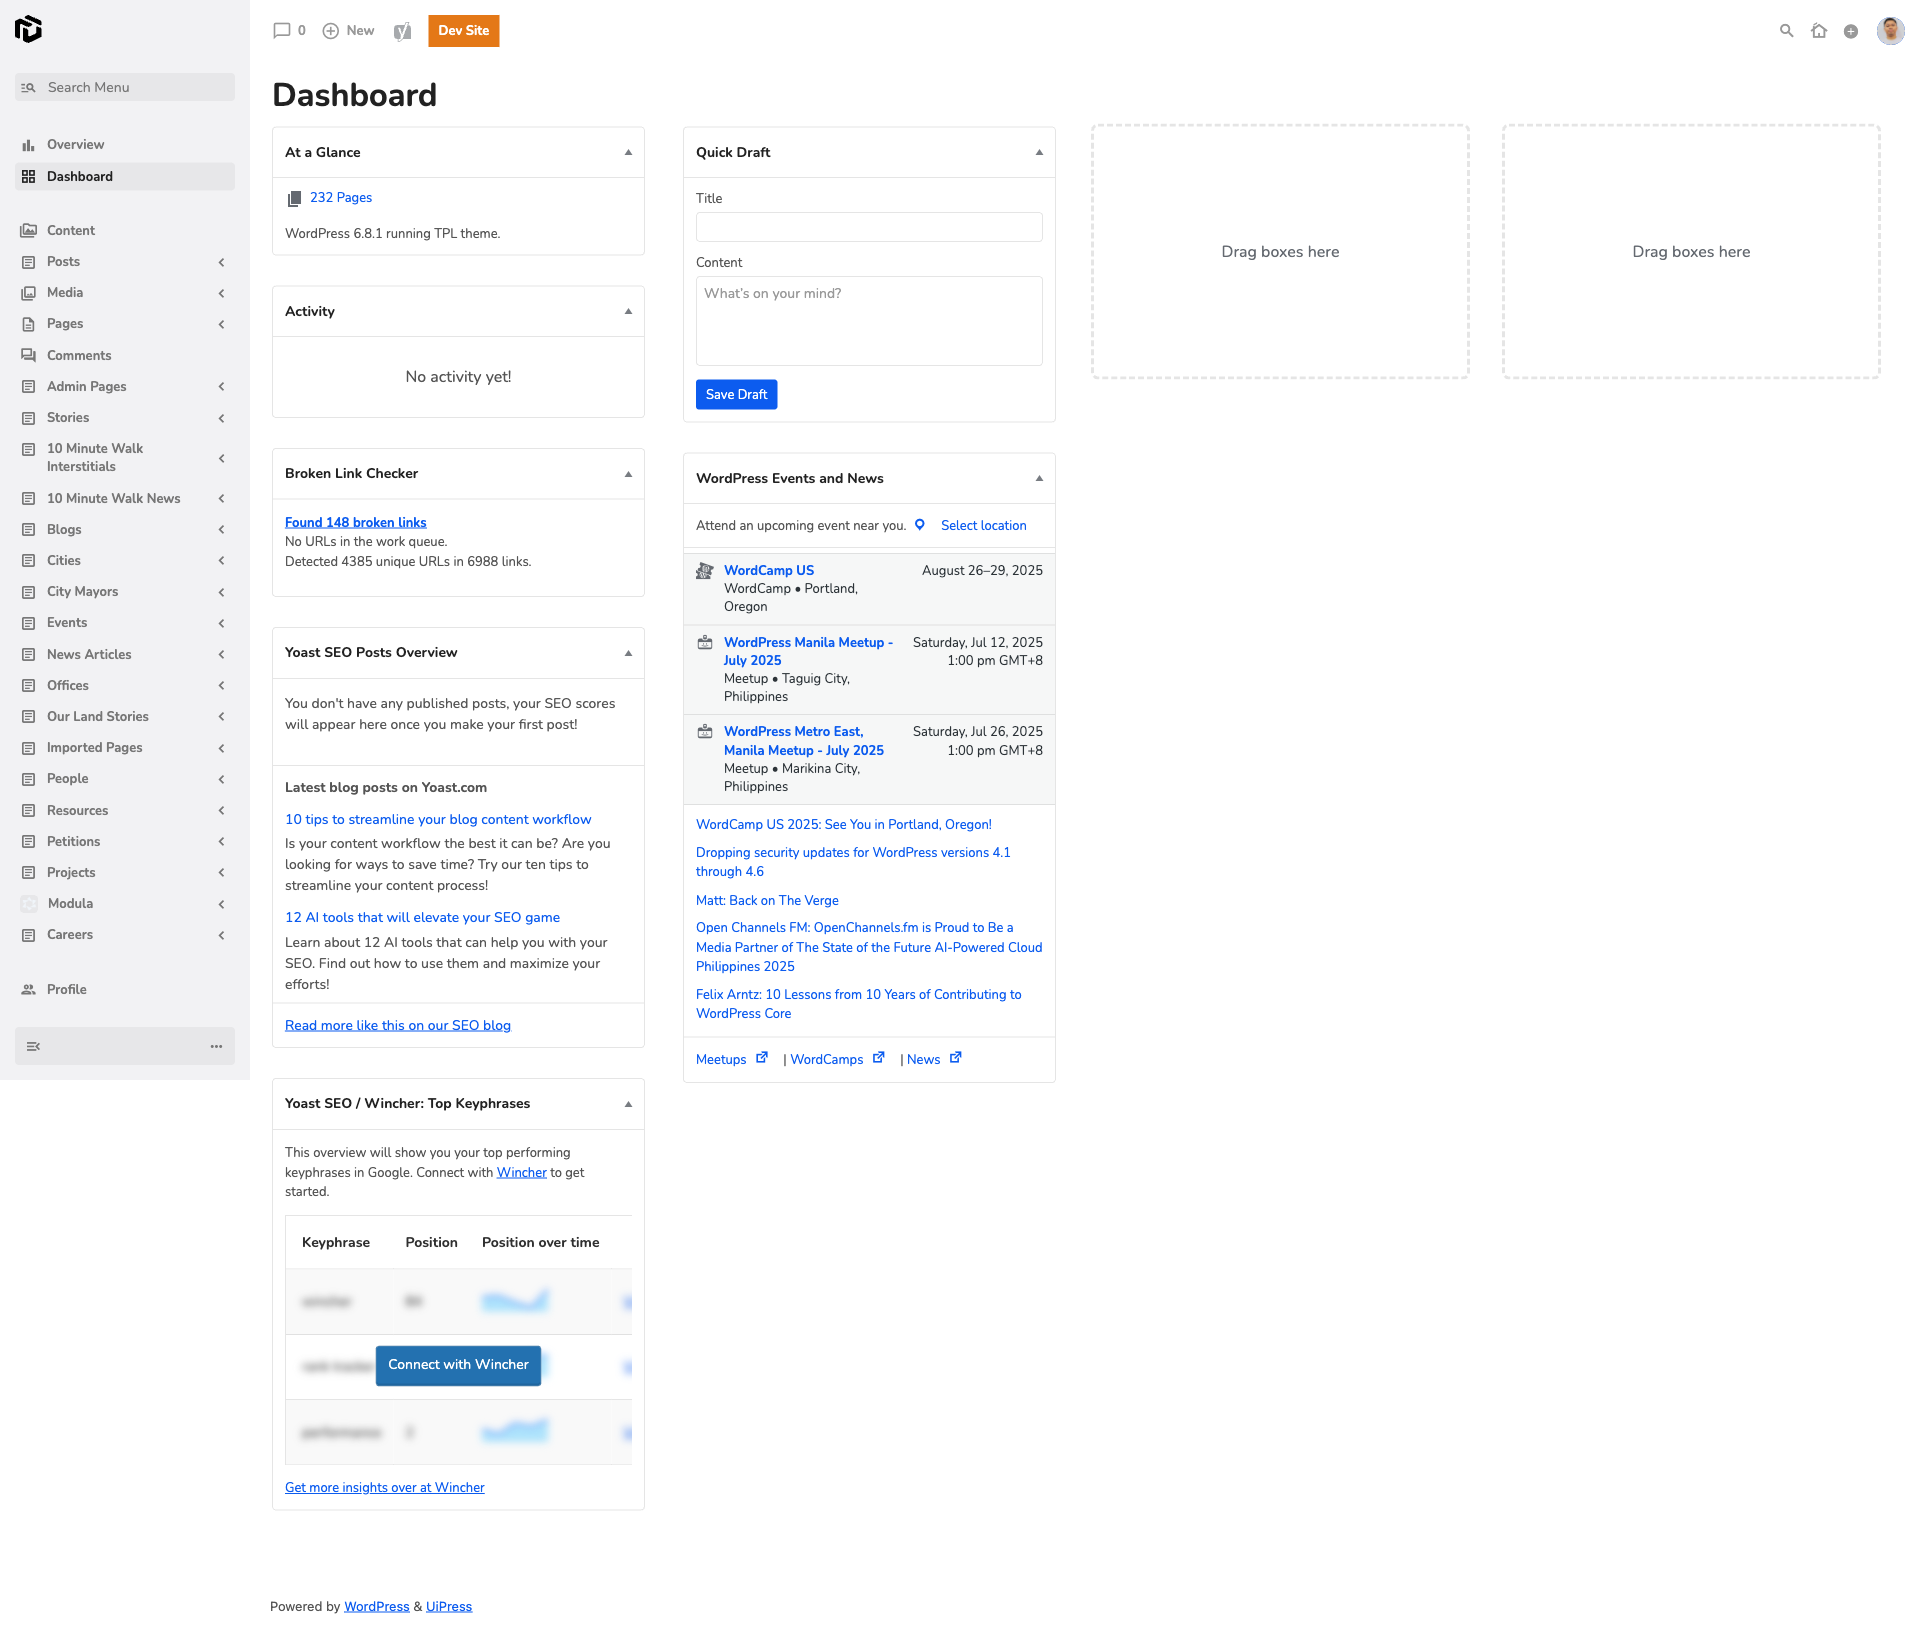 0
New
Dev Site
Search Menu
Overview
Dashboard
Content
Posts
Media
Pages
Comments
Admin Pages
Stories
10 Minute Walk
Interstitials
10 Minute Walk News
Blogs
Cities
City Mayors
Events
News Articles
Offices
Our Land Stories
Imported Pages
People
Resources
Petitions
Projects
Modula
Careers
Profile
Dashboard
At a Glance
232 Pages
WordPress 6.8.1 running TPL theme.
Activity
No activity yet!
Broken Link Checker
Found 148 broken links
No URLs in the work queue.
Detected 4385 unique URLs in 6988 links.
Yoast SEO Posts Overview
You don't have any published posts, your SEO scores
will appear here once you make your first post!
Latest blog posts on Yoast.com
10 tips to streamline your blog content workflow
Is your content workflow the best it can be? Are you
looking for ways to save time? Try our ten tips to
streamline your content process!
12 AI tools that will elevate your SEO game
Learn about 12 AI tools that can help you with your
SEO. Find out how to use them and maximize your
efforts!
Read more like this on our SEO blog
Yoast SEO / Wincher: Top Keyphrases
This overview will show you your top performing
keyphrases in Google. Connect with Wincher to get
started.
Keyphrase Position Position over time
Connect with Wincher
Get more insights over at Wincher
Quick Draft
Title
Content
What's on your mind?
Save Draft
WordPress Events and News
Attend an upcoming event near you. Select location
WordCamp US August 26–29, 2025
WordCamp • Portland,
Oregon
WordPress Manila Meetup - Saturday, Jul 12, 2025
July 2025 1:00 pm GMT+8
Meetup • Taguig City,
Philippines
WordPress Metro East, Saturday, Jul 26, 2025
Manila Meetup - July 2025 1:00 pm GMT+8
Meetup • Marikina City,
Philippines
WordCamp US 2025: See You in Portland, Oregon!
Dropping security updates for WordPress versions 4.1
through 4.6
Matt: Back on The Verge
Open Channels FM: OpenChannels.fm is Proud to Be a
Media Partner of The State of the Future AI-Powered Cloud
Philippines 2025
Felix Arntz: 10 Lessons from 10 Years of Contributing to
WordPress Core
Meetups | WordCamps | News
Drag boxes here
Drag boxes here
Powered by WordPress & UiPress